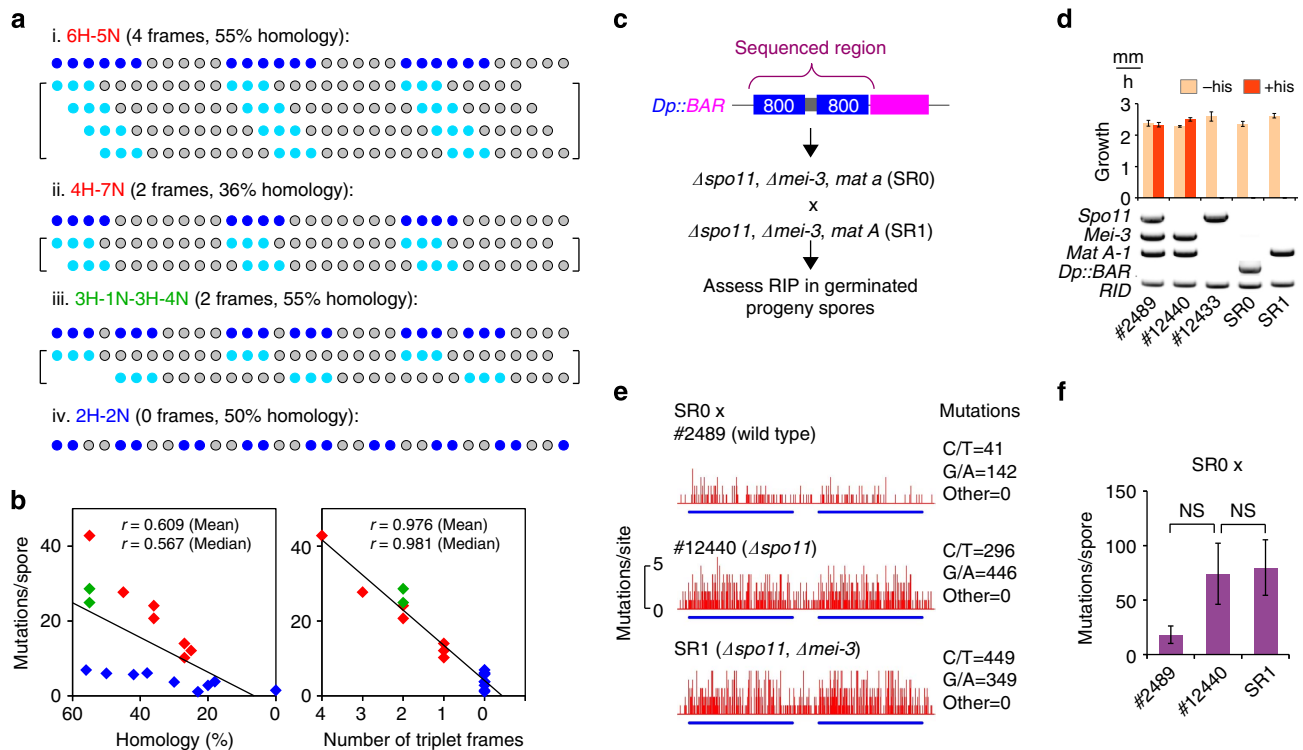 a
i. 6H-5N (4 frames, 55% homology):
ii. 4H-7N (2 frames, 36% homology):
iii. 3H-1N-3H-4N (2 frames, 55% homology):
iv. 2H-2N (0 frames, 50% homology):
b
r = 0.609 (Mean)
r = 0.567 (Median)
Mutations/spore
40
20
0
60
40
20
0
Homology (%)
r = 0.976 (Mean)
r = 0.981 (Median)
4
3
2
1
0
Number of triplet frames
c
Sequenced region
Dp::BAR
800
800
Δspo11, Δmei-3, mat a (SR0)
x
Δspo11, Δmei-3, mat A (SR1)
Assess RIP in germinated
progeny spores
d
mm
h
–his
+his
3
2
1
0
Growth
Spo11
Mei-3
Mat A-1
Dp::BAR
RID
#2489
#12440
#12433
SR0
SR1
e
SR0 x
#2489 (wild type)
Mutations
C/T=41
G/A=142
Other=0
#12440 (Δspo11)
C/T=296
G/A=446
Other=0
Mutations/site
5
0
SR1 (Δspo11, Δmei-3)
C/T=449
G/A=349
Other=0
f
SR0 x
Mutations/spore
150
100
50
0
NS
NS
#2489
#12440
SR1